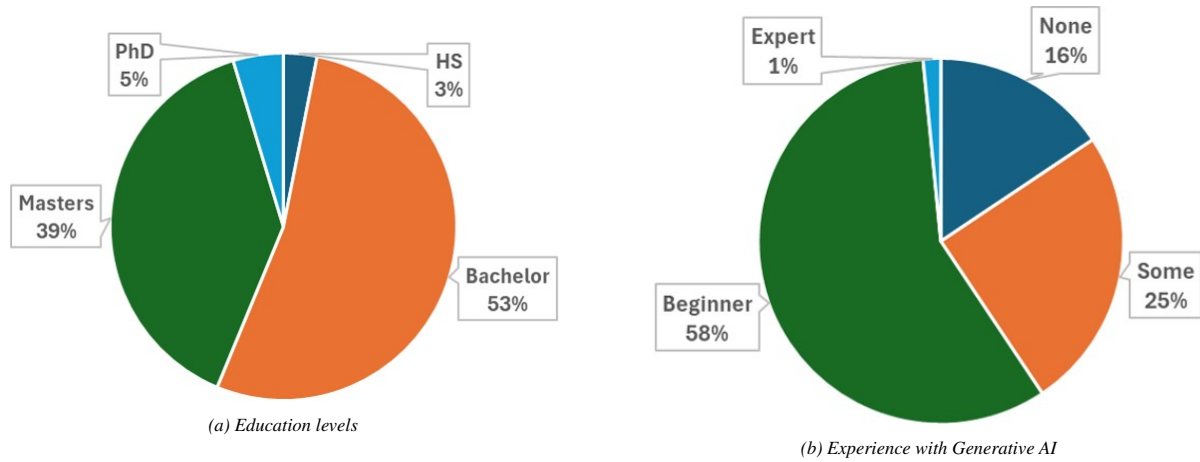 PhD
5%
HS
3%
Masters
39%
Bachelor
53%
(a) Education levels
Expert
1%
None
16%
Beginner
58%
Some
25%
(b) Experience with Generative AI